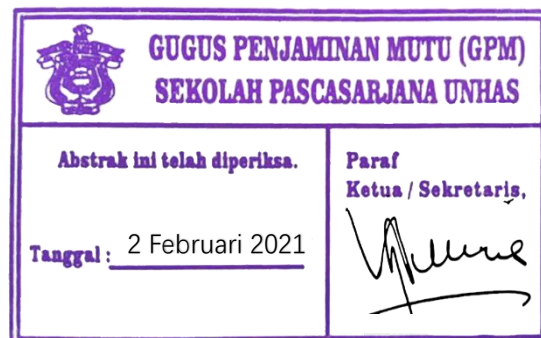 GUGUS PENJAMINAN MUTU (GPM)
SEKOLAH PASCASARJANA UNHAS
Abstrak ini telah diperiksa.
Tanggal : 2 Februari 2021
Paraf
Ketua / Sekretaris,